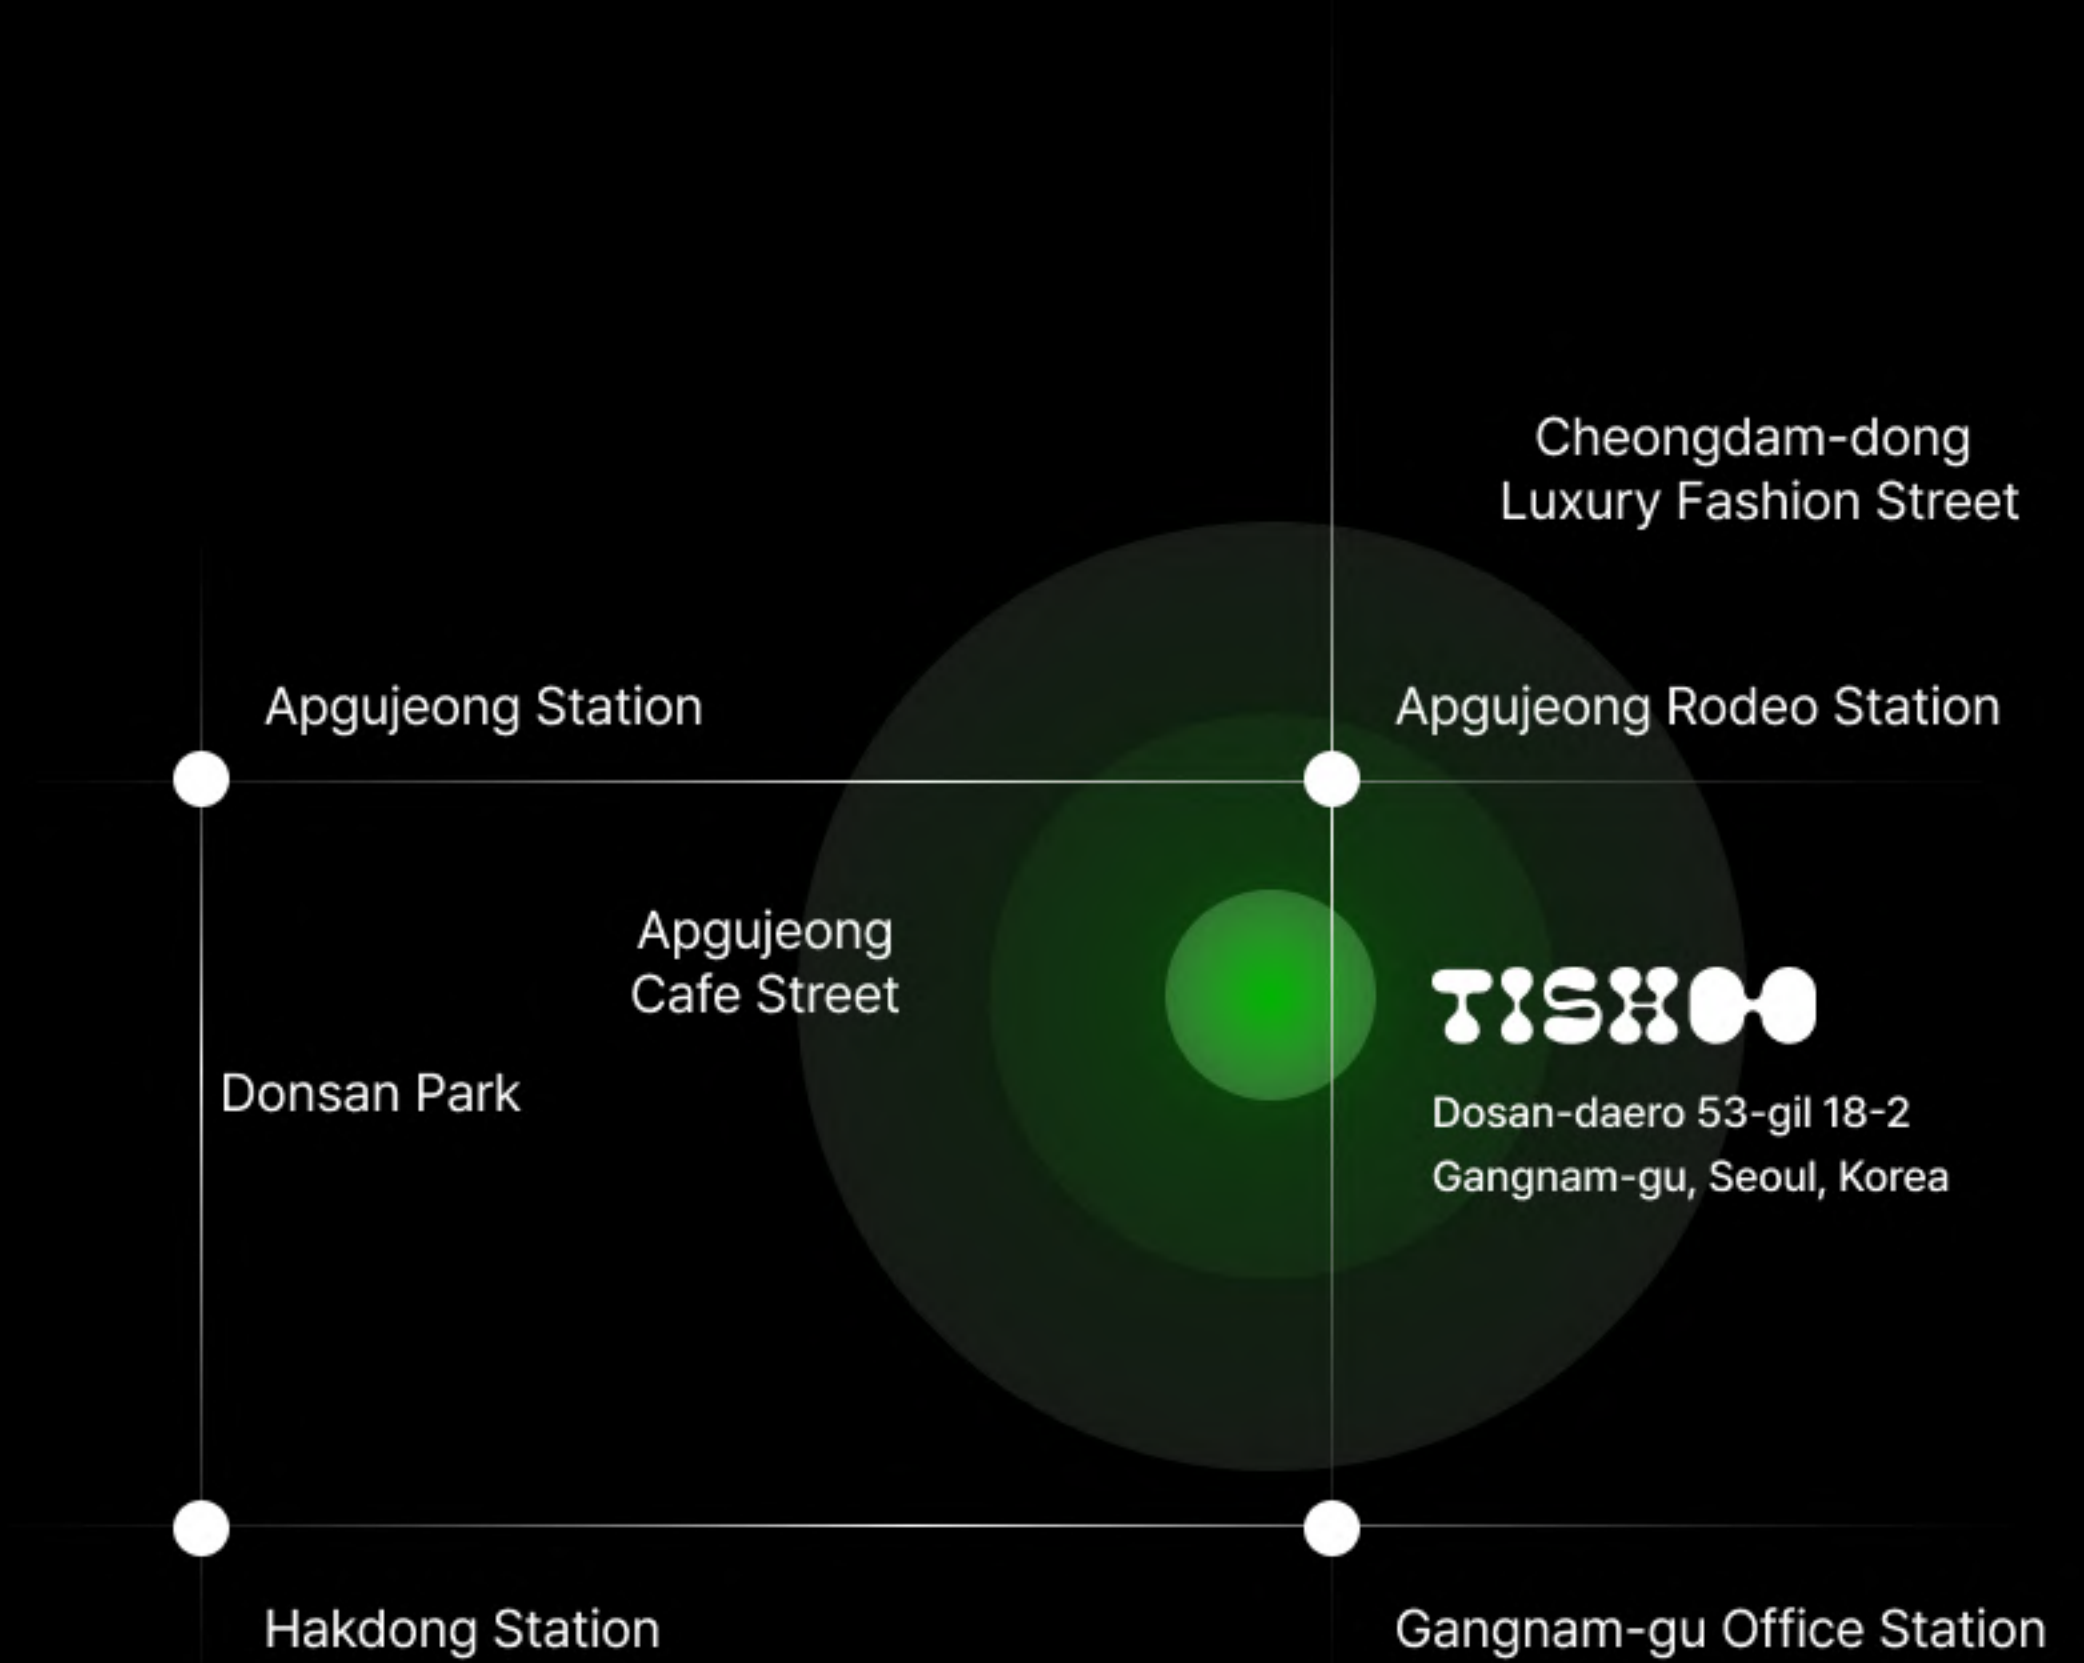 Cheongdam-dong
Luxury Fashion Street
Apgujeong Station
Apgujeong Rodeo Station
Apgujeong
Cafe Street
TISHOO
Donsan Park
Dosan-daero 53-gil 18-2
Gangnam-gu, Seoul, Korea
Hakdong Station
Gangnam-gu Office Station